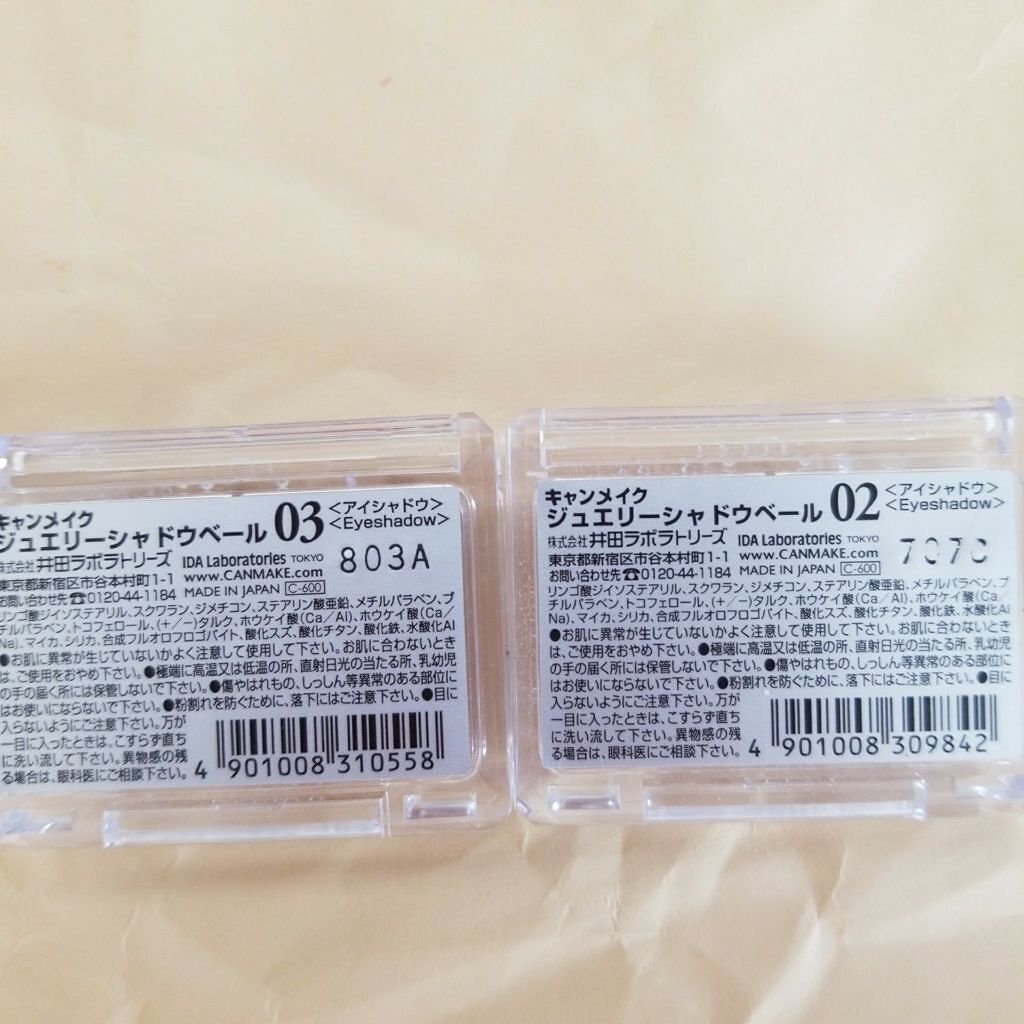 キャンメイク
ジュエリーシャドウベール 03 <アイシャドウ>
<Eyeshadow>
株式会社 井田ラボラトリーズ IDA Laboratories TOKYO
東京都新宿区市谷本村町1-1 www.CANMAKE.com
お問い合わせ先☎0120-44-1184 MADE IN JAPAN C-600
803A
リンゴ酸ジイソステアリル、スクワラン、ジメチコン、ステアリン酸亜鉛、メチルパラベン、ブ
チルパラベン、トコフェロール、(+/-)タルク、ホウケイ酸(Ca/Al)、ホウケイ酸(Ca/
Na)、マイカ、シリカ、合成フルオロフロゴパイト、酸化スズ、酸化チタン、酸化鉄、水酸化Al
●お肌に異常が生じていないかよく注意して使用して下さい。お肌に合わないとき
は、ご使用をおやめ下さい。●極端に高温又は低温の所、直射日光の当たる所、乳幼児
の手の届く所には保管しないで下さい。●傷やはれもの、しっしん等異常のある部位に
はお使いにならないで下さい。●粉割れを防ぐために、落下にはご注意下さい。●目に
入らないようにご注意下さい。万が
一目に入ったときは、こすらず直ち
に洗い流して下さい。異物感の残
る場合は、眼科医にご相談下さい。
4 901008 310558
キャンメイク
ジュエリーシャドウベール 02 <アイシャドウ>
<Eyeshadow>
株式会社 井田ラボラトリーズ IDA Laboratories TOKYO
東京都新宿区市谷本村町1-1 www.CANMAKE.com
お問い合わせ先☎0120-44-1184 MADE IN JAPAN C-600
リンゴ酸ジイソステアリル、スクワラン、ジメチコン、ステアリン酸亜鉛、メチルパラベン、ブ
チルパラベン、トコフェロール、(+/-)タルク、ホウケイ酸(Ca/Al)、ホウケイ酸(Ca/
Na)、マイカ、シリカ、合成フルオロフロゴパイト、酸化スズ、酸化チタン、酸化鉄、水酸化Al
●お肌に異常が生じていないかよく注意して使用して下さい。お肌に合わないとき
は、ご使用をおやめ下さい。●極端に高温又は低温の所、直射日光の当たる所、乳幼児
の手の届く所には保管しないで下さい。●傷やはれもの、しっしん等異常のある部位に
はお使いにならないで下さい。●粉割れを防ぐために、落下にはご注意下さい。●目に
入らないようにご注意下さい。万が
一目に入ったときは、こすらず直ち
に洗い流して下さい。異物感の残
る場合は、眼科医にご相談下さい。
4 901008 309842